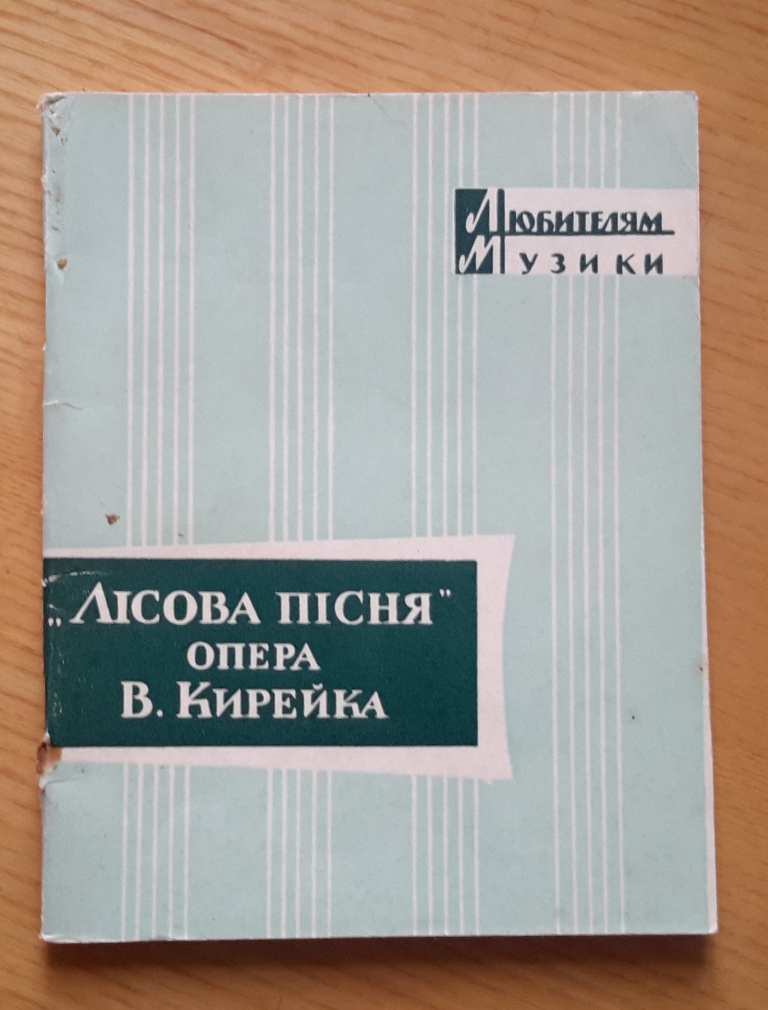 Любителям
Музики
„Лісова пісня"
опера
В. Кирейка